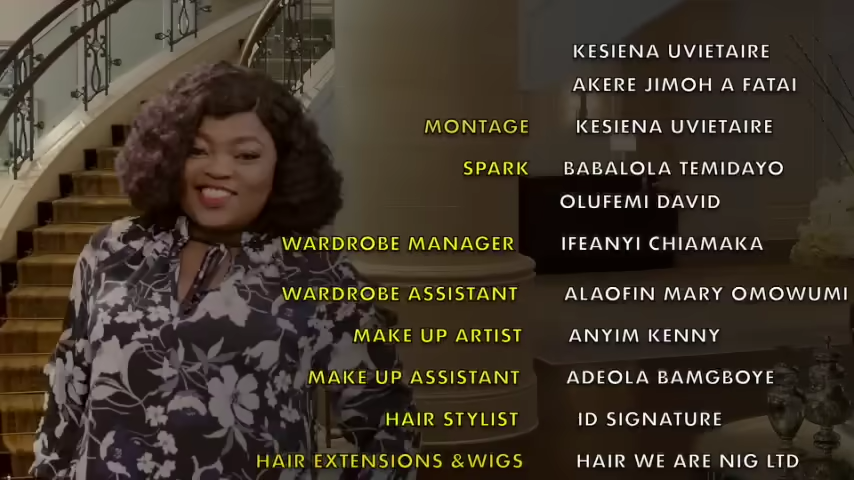 KESIENA UVIETAIRE
AKERE JIMOH A FATAI
MONTAGE KESIENA UVIETAIRE
SPARK BABALOLA TEMIDAYO
OLUFEMI DAVID
WARDROBE MANAGER IFEANYI CHIAMAKA
WARDROBE ASSISTANT ALAOFIN MARY OMOWUMI
MAKE UP ARTIST ANYIM KENNY
MAKE UP ASSISTANT ADEOLA BAMGBOYE
HAIR STYLIST ID SIGNATURE
HAIR EXTENSIONS &WIGS HAIR WE ARE NIG LTD